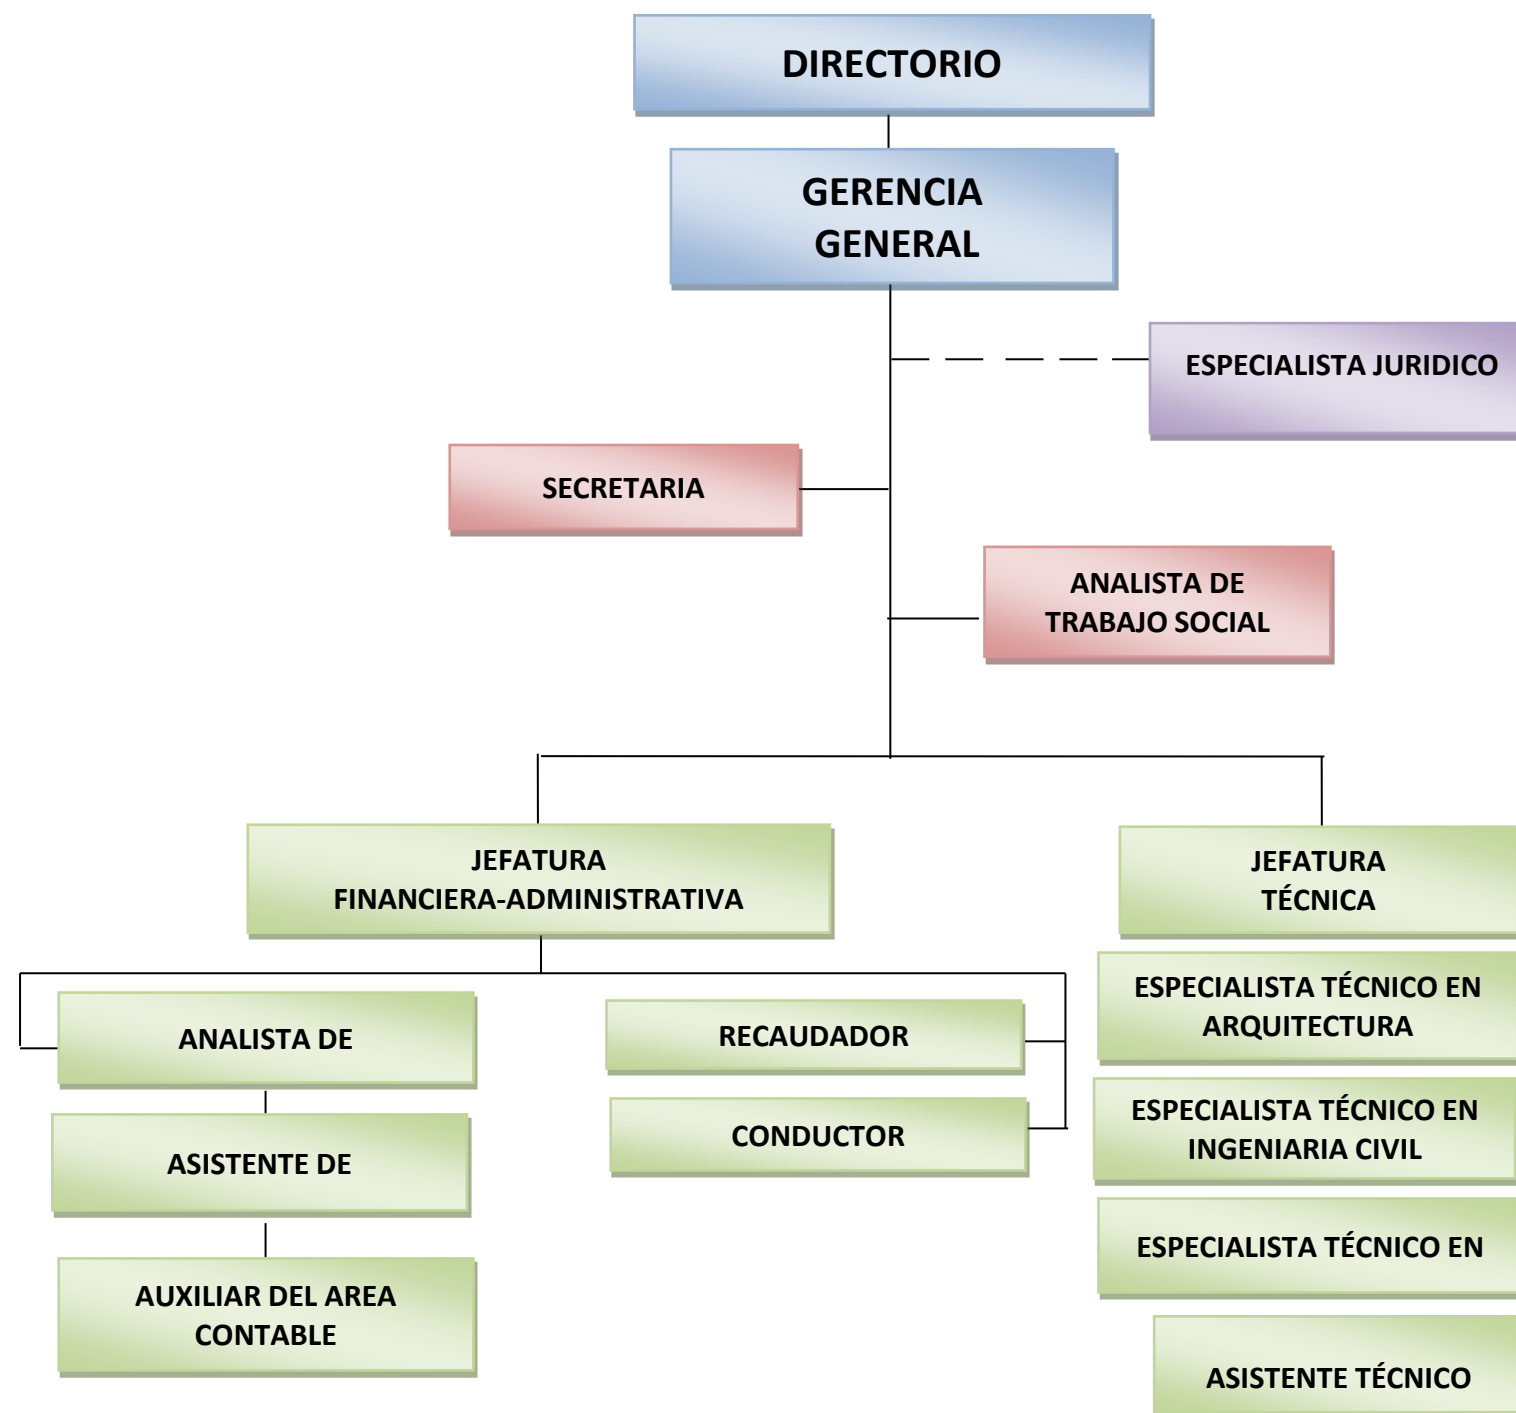 DIRECTORIO
GERENCIA
GENERAL
ESPECIALISTA JURIDICO
SECRETARIA
ANALISTA DE
TRABAJO SOCIAL
JEFATURA
FINANCIERA-ADMINISTRATIVA
JEFATURA
TÉCNICA
ANALISTA DE
ASISTENTE DE
AUXILIAR DEL AREA
CONTABLE
RECAUDADOR
CONDUCTOR
ESPECIALISTA TÉCNICO EN
ARQUITECTURA
ESPECIALISTA TÉCNICO EN
INGENIARIA CIVIL
ESPECIALISTA TÉCNICO EN
ASISTENTE TÉCNICO